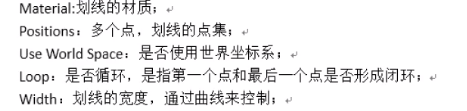 Material:划线的材质；
Positions：多个点，划线的点集；
Use World Space：是否使用世界坐标系；
Loop：是否循环，是指第一个点和最后一个点是否形成闭环；
Width：划线的宽度，通过曲线来控制；